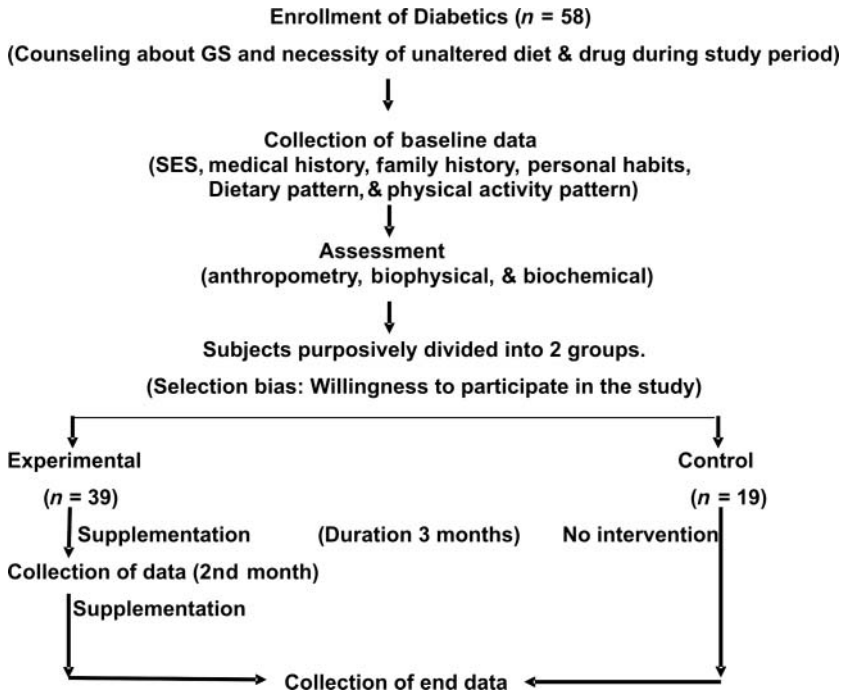 Enrollment of Diabetics (n = 58)
(Counseling about GS and necessity of unaltered diet & drug during study period)
Collection of baseline data
(SES, medical history, family history, personal habits,
Dietary pattern, & physical activity pattern)
Assessment
(anthropometry, biophysical, & biochemical)
Subjects purposively divided into 2 groups.
(Selection bias: Willingness to participate in the study)
Experimental
Control
(n = 39)
(n = 19)
Supplementation
(Duration 3 months)
No intervention
Collection of data (2nd month)
Supplementation
Collection of end data